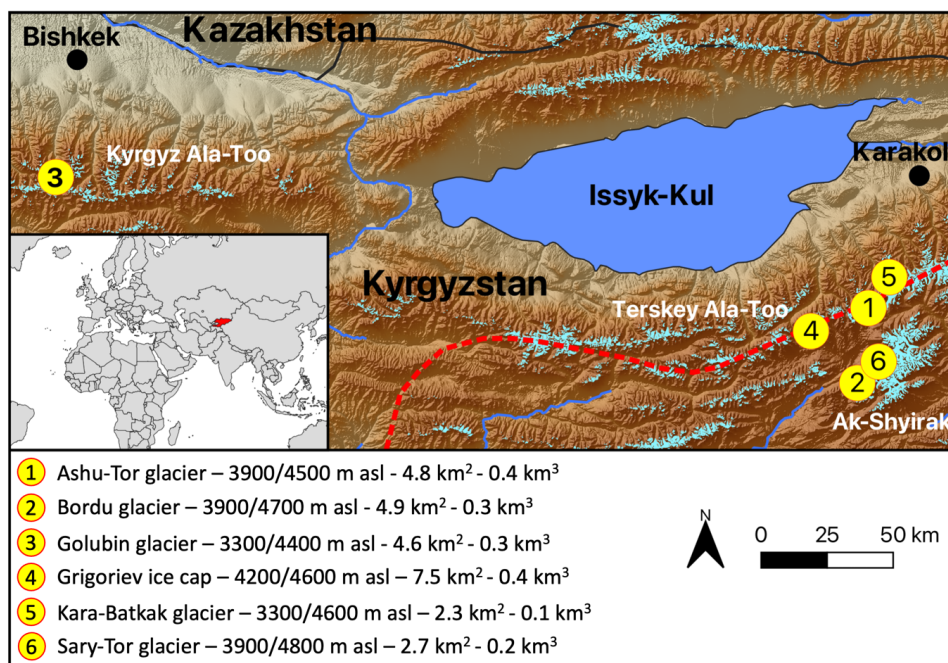 Kazakhstan
Bishkek
Kyrgyz Ala-Too
3
Karakol
Issyk-Kul
Kyrgyzstan
Terskey Ala-Too
5
1
4
6
2
Ak-Shyirak
1 Ashu-Tor glacier – 3900/4500 m asl - 4.8 km² - 0.4 km³
2 Bordu glacier – 3900/4700 m asl - 4.9 km² - 0.3 km³
3 Golubin glacier – 3300/4400 m asl - 4.6 km² - 0.3 km³
4 Grigoriev ice cap – 4200/4600 m asl – 7.5 km² - 0.4 km³
5 Kara-Batkak glacier – 3300/4600 m asl – 2.3 km² - 0.1 km³
6 Sary-Tor glacier – 3900/4800 m asl – 2.7 km² - 0.2 km³
N
0 25 50 km